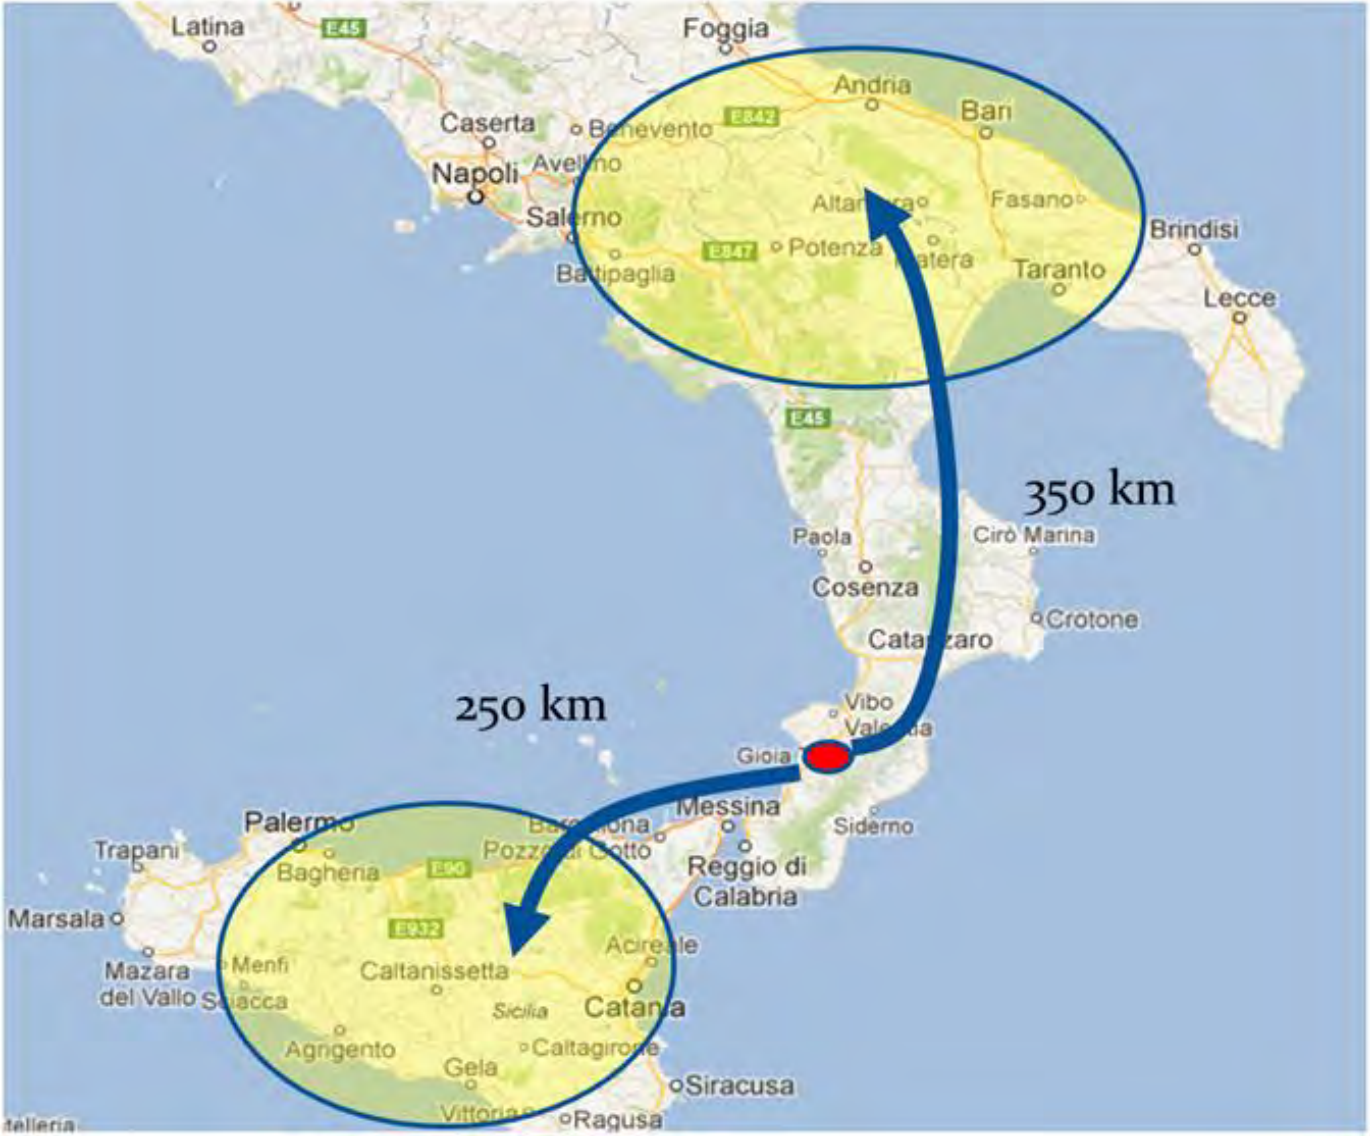 Latina
E45
Foggia
Andria
Bari
E842
Caserta
Benevento
Napoli
Avellino
Altamura
Fasano
Salerno
Brindisi
E847
Potenza
Matera
Battipaglia
Taranto
Lecce
E45
350 km
Paola
Cirò Marina
Cosenza
Crotone
Catanzaro
250 km
Vibo
Valentia
Gioia
Messina
Palermo
Barcellona
Pozzo di Gotto
Siderno
Trapani
Bagheria
E90
Reggio di
Calabria
Marsala
E932
Acireale
Mazara
del Vallo
Menfi
Sciacca
Caltanissetta
Sicilia
Catania
Agrigento
Caltagirone
Gela
Siracusa
Vittoria
Ragusa
telleria